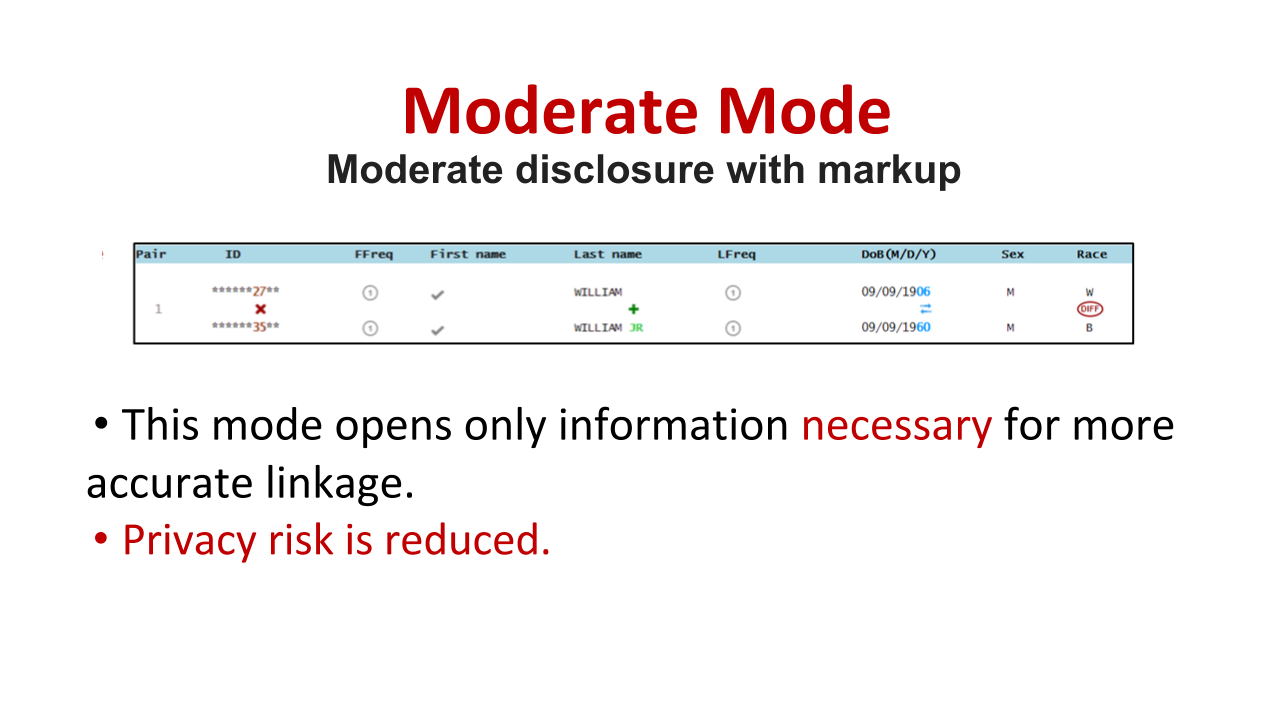 Moderate Mode
Moderate disclosure with markup
Pair ID FFreq First name Last name LFreq DoB(M/D/Y) Sex Race
******27** 1 ✓ WILLIAM 1 09/09/1906 M W
1 ✖ + ⇄ DIFF
******35** 1 ✓ WILLIAM JR 1 09/09/1960 M B
• This mode opens only information necessary for more
accurate linkage.
• Privacy risk is reduced.